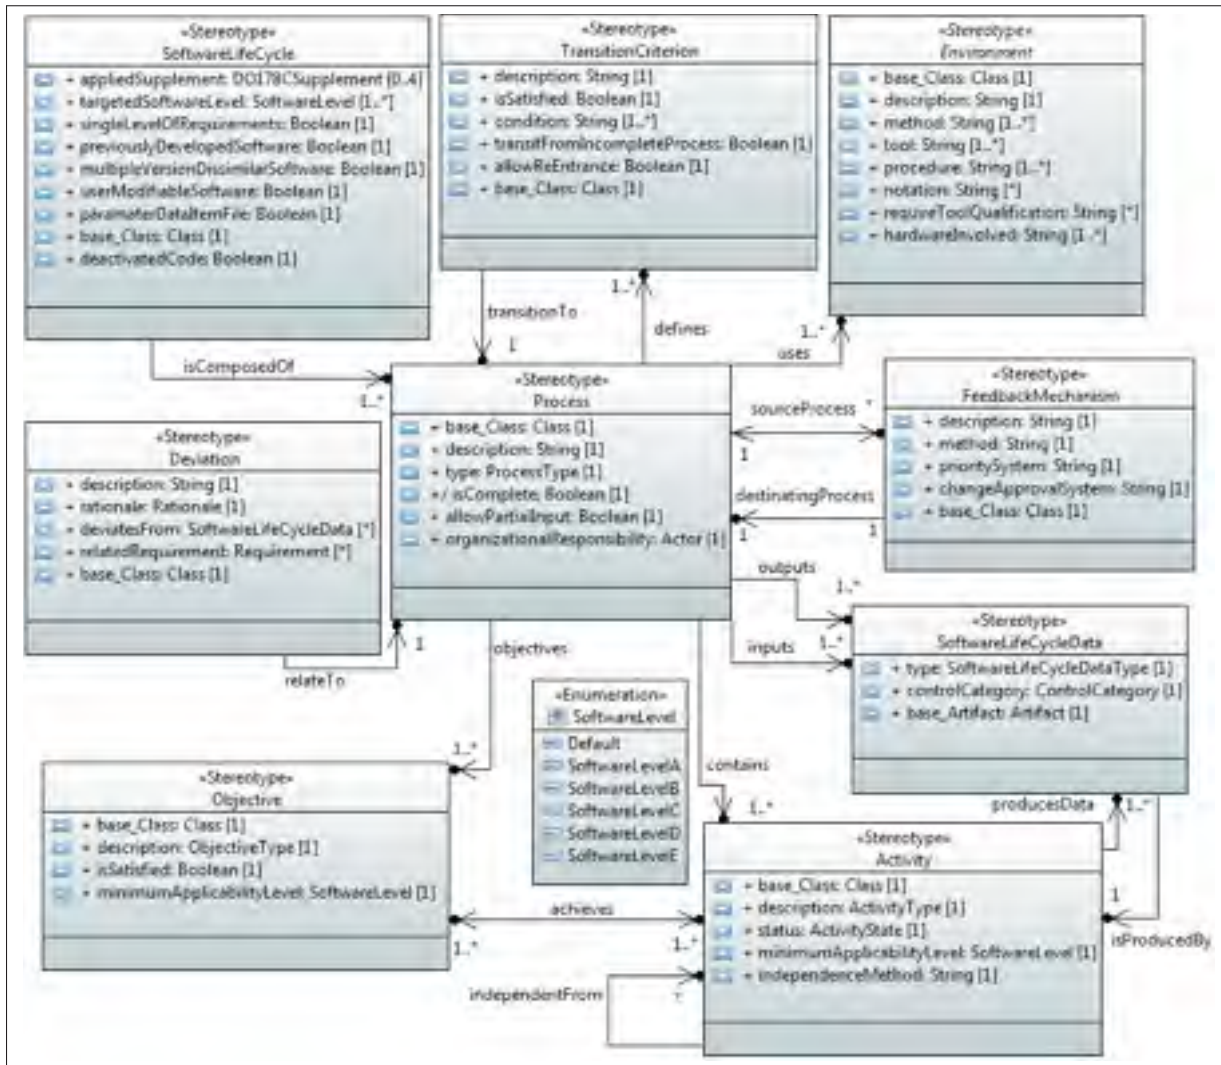 «Stereotype»
SoftwareLifeCycle
+ appliedSupplement: DO178CSupplement [0..4]
+ targetedSoftwareLevel: SoftwareLevel [1..*]
+ singleLevelOfRequirements: Boolean [1]
+ previouslyDevelopedSoftware: Boolean [1]
+ multipleVersionDissimilarSoftware: Boolean [1]
+ userModifiableSoftware: Boolean [1]
+ paramaterDataItemFile: Boolean [1]
+ base_Class: Class [1]
+ deactivatedCode: Boolean [1]
«Stereotype»
TransitionCriterion
+ description: String [1]
+ isSatisfied: Boolean [1]
+ condition: String [1..*]
+ transitFromIncompleteProcess: Boolean [1]
+ allowReEntrance: Boolean [1]
+ base_Class: Class [1]
«Stereotype»
Environment
+ base_Class: Class [1]
+ description: String [1]
+ method: String [1..*]
+ tool: String [1..*]
+ procedure: String [1..*]
+ notation: String [*]
+ requireToolQualification: String [*]
+ hardwareInvolved: String [1..*]
transitionTo
1
1..*
defines
1..*
uses
isComposedOf
1..*
«Stereotype»
Process
+ base_Class: Class [1]
+ description: String [1]
+ type: ProcessType [1]
+/ isComplete: Boolean [1]
+ allowPartialInput: Boolean [1]
+ organizationalResponsibility: Actor [1]
sourceProcess
*
1
destinatingProcess
1
1
«Stereotype»
FeedbackMechanism
+ description: String [1]
+ method: String [1]
+ prioritySystem: String [1]
+ changeApprovalSystem: String [1]
+ base_Class: Class [1]
«Stereotype»
Deviation
+ description: String [1]
+ rationale: Rationale [1]
+ deviatesFrom: SoftwareLifeCycleData [*]
+ relatedRequirement: Requirement [*]
+ base_Class: Class [1]
relateTo
1
outputs
1..*
inputs
1..*
«Stereotype»
SoftwareLifeCycleData
+ type: SoftwareLifeCycleDataType [1]
+ controlCategory: ControlCategory [1]
+ base_Artifact: Artifact [1]
objectives
1..*
«Enumeration»
SoftwareLevel
Default
SoftwareLevelA
SoftwareLevelB
SoftwareLevelC
SoftwareLevelD
SoftwareLevelE
contains
1..*
producesData
1..*
1
isProducedBy
«Stereotype»
Objective
+ base_Class: Class [1]
+ description: ObjectiveType [1]
+ isSatisfied: Boolean [1]
+ minimumApplicabilityLevel: SoftwareLevel [1]
achieves
1..*
1..*
«Stereotype»
Activity
+ base_Class: Class [1]
+ description: ActivityType [1]
+ status: ActivityState [1]
+ minimumApplicabilityLevel: SoftwareLevel [1]
+ independenceMethod: String [1]
independentFrom
*